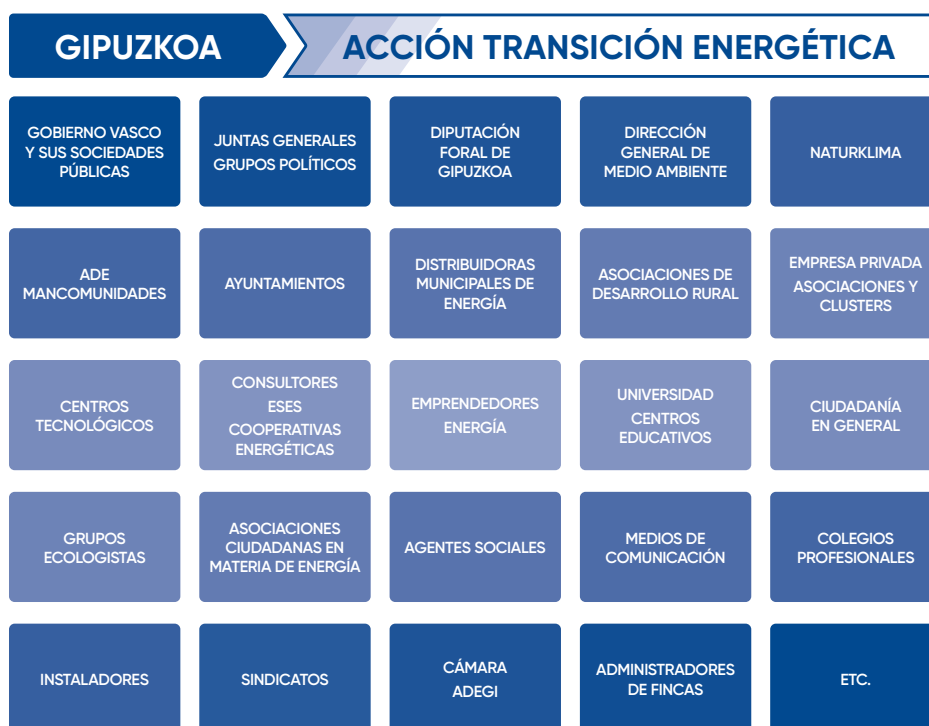 GIPUZKOA
ACCIÓN TRANSICIÓN ENERGÉTICA
GOBIERNO VASCO
Y SUS SOCIEDADES
PÚBLICAS
JUNTAS GENERALES
GRUPOS POLÍTICOS
DIPUTACIÓN
FORAL DE
GIPUZKOA
DIRECCIÓN
GENERAL DE
MEDIO AMBIENTE
NATURKLIMA
ADE
MANCOMUNIDADES
AYUNTAMIENTOS
DISTRIBUIDORAS
MUNICIPALES DE
ENERGÍA
ASOCIACIONES DE
DESARROLLO RURAL
EMPRESA PRIVADA
ASOCIACIONES Y
CLUSTERS
CENTROS
TECNOLÓGICOS
CONSULTORES
ESES
COOPERATIVAS
ENERGÉTICAS
EMPRENDEDORES
ENERGÍA
UNIVERSIDAD
CENTROS
EDUCATIVOS
CIUDADANÍA
EN GENERAL
GRUPOS
ECOLOGISTAS
ASOCIACIONES
CIUDADANAS EN
MATERIA DE ENERGÍA
AGENTES SOCIALES
MEDIOS DE
COMUNICACIÓN
COLEGIOS
PROFESIONALES
INSTALADORES
SINDICATOS
CÁMARA
ADEGI
ADMINISTRADORES
DE FINCAS
ETC.